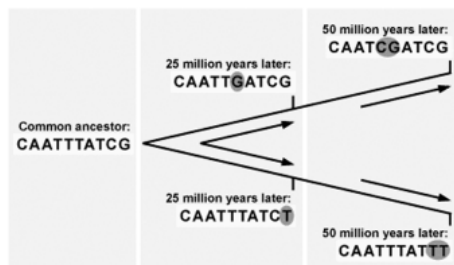 50 million years later:
CAATCGATCG
25 million years later:
CAATTGATCG
Common ancestor:
CAATTTATCG
25 million years later:
CAATTTATCT
50 million years later:
CAATTTATTT